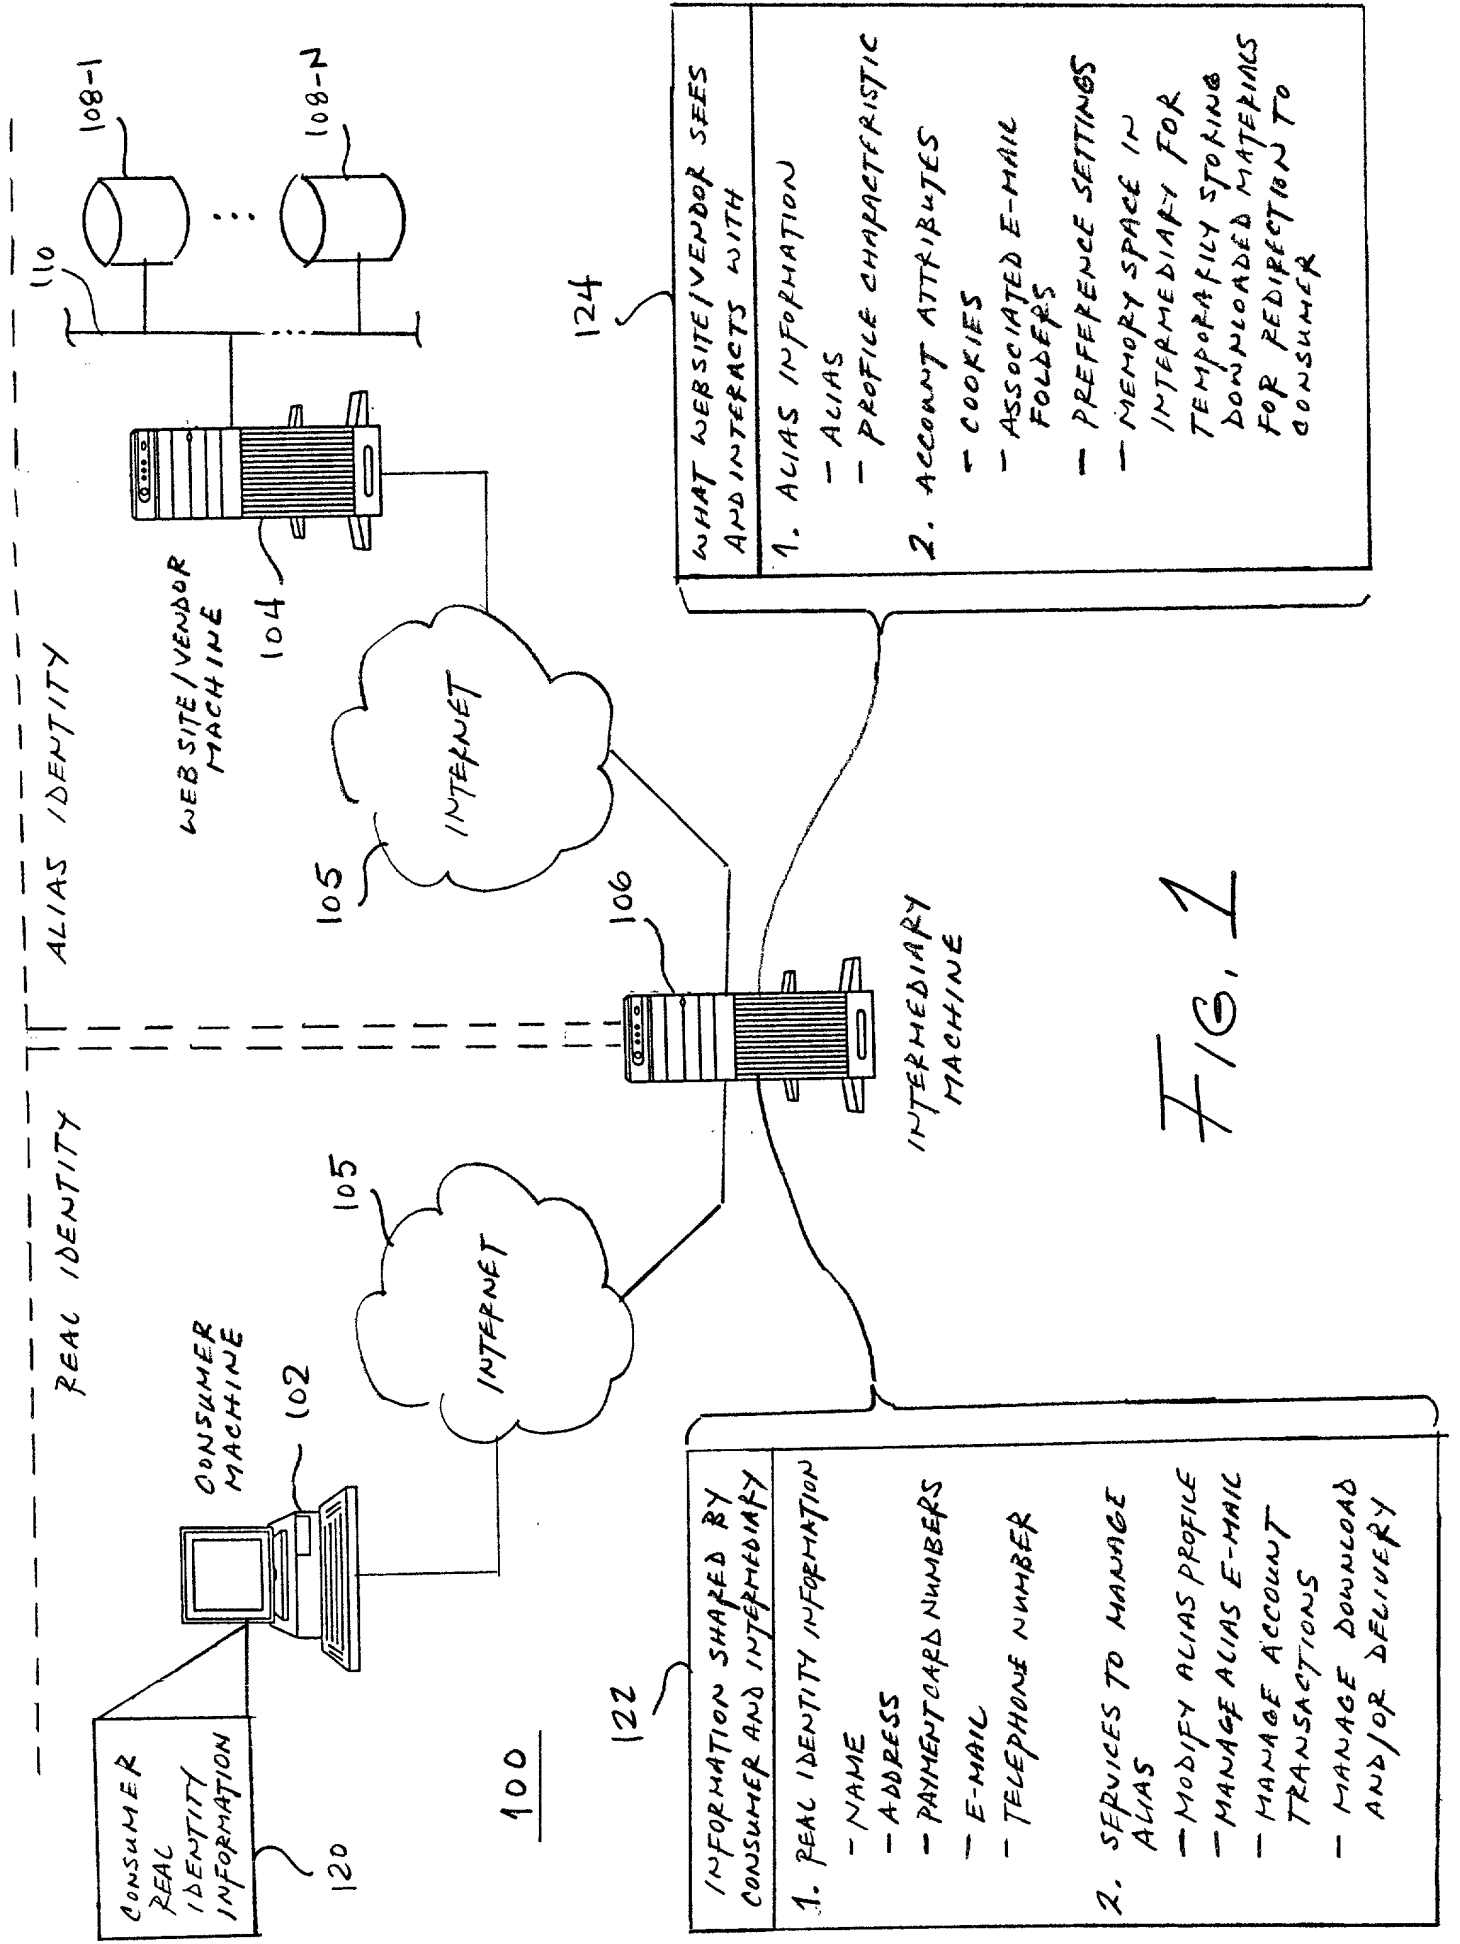 REAL IDENTITY
ALIAS IDENTITY
CONSUMER
REAL
IDENTITY
INFORMATION
120
CONSUMER
MACHINE
102
105
INTERNET
105
INTERNET
WEBSITE/VENDOR
MACHINE
104
110
108-1
...
108-N
100
106
INTERMEDIARY
MACHINE
122
INFORMATION SHARED BY
CONSUMER AND INTERMEDIARY
1. REAL IDENTITY INFORMATION
- NAME
- ADDRESS
- PAYMENT CARD NUMBERS
- E-MAIL
- TELEPHONE NUMBER
2. SERVICES TO MANAGE
ALIAS
- MODIFY ALIAS PROFILE
- MANAGE ALIAS E-MAIL
- MANAGE ACCOUNT
TRANSACTIONS
- MANAGE DOWNLOAD
AND/OR DELIVERY
124
WHAT WEBSITE/VENDOR SEES
AND INTERACTS WITH
1. ALIAS INFORMATION
- ALIAS
- PROFILE CHARACTERISTIC
2. ACCOUNT ATTRIBUTES
- COOKIES
- ASSOCIATED E-MAIL
FOLDERS
- PREFERENCE SETTINGS
- MEMORY SPACE IN
INTERMEDIARY FOR
TEMPORARILY STORING
DOWNLOADED MATERIALS
FOR REDIRECTION TO
CONSUMER
FIG. 1